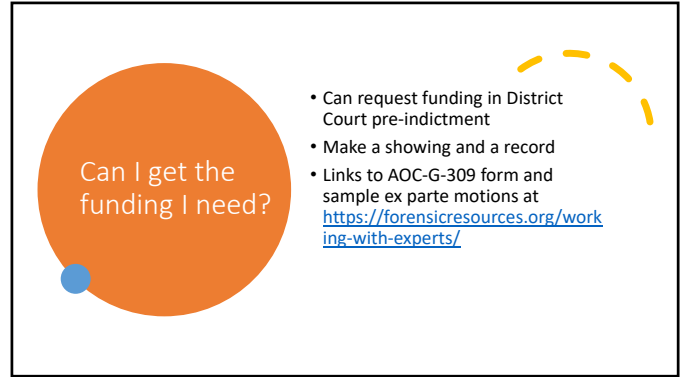 Can I get the
funding I need?
• Can request funding in District
Court pre-indictment
• Make a showing and a record
• Links to AOC-G-309 form and
sample ex parte motions at
https://forensicresources.org/work
ing-with-experts/